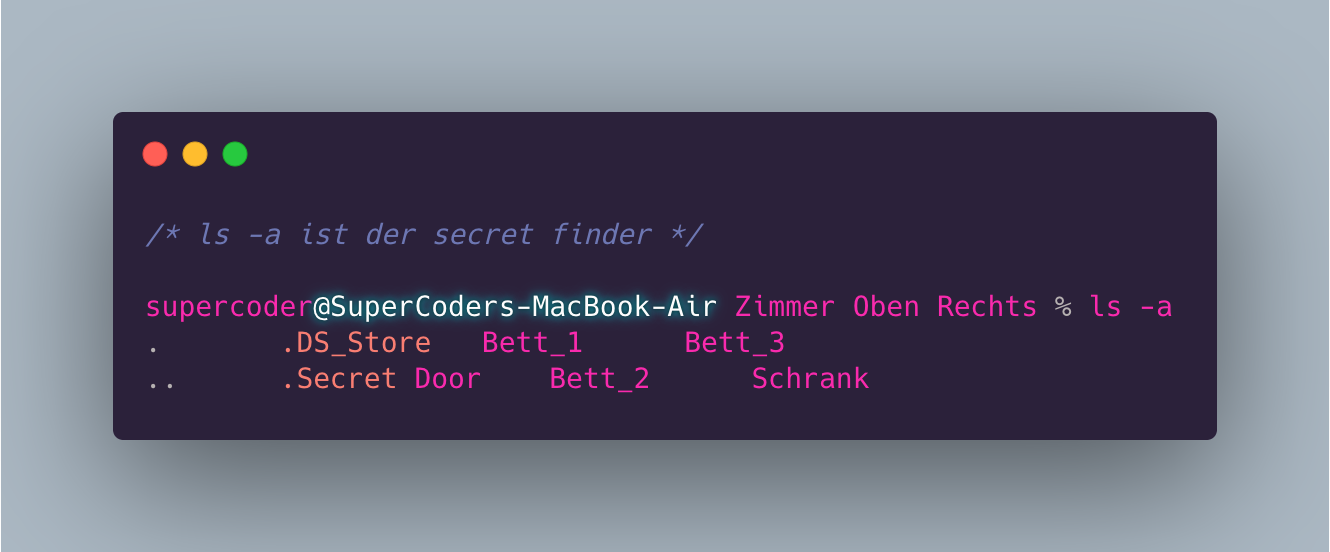 /* ls -a ist der secret finder */
supercoder@SuperCoders-MacBook-Air Zimmer Oben Rechts % ls -a
. .DS_Store Bett_1 Bett_3
.. .Secret Door Bett_2 Schrank